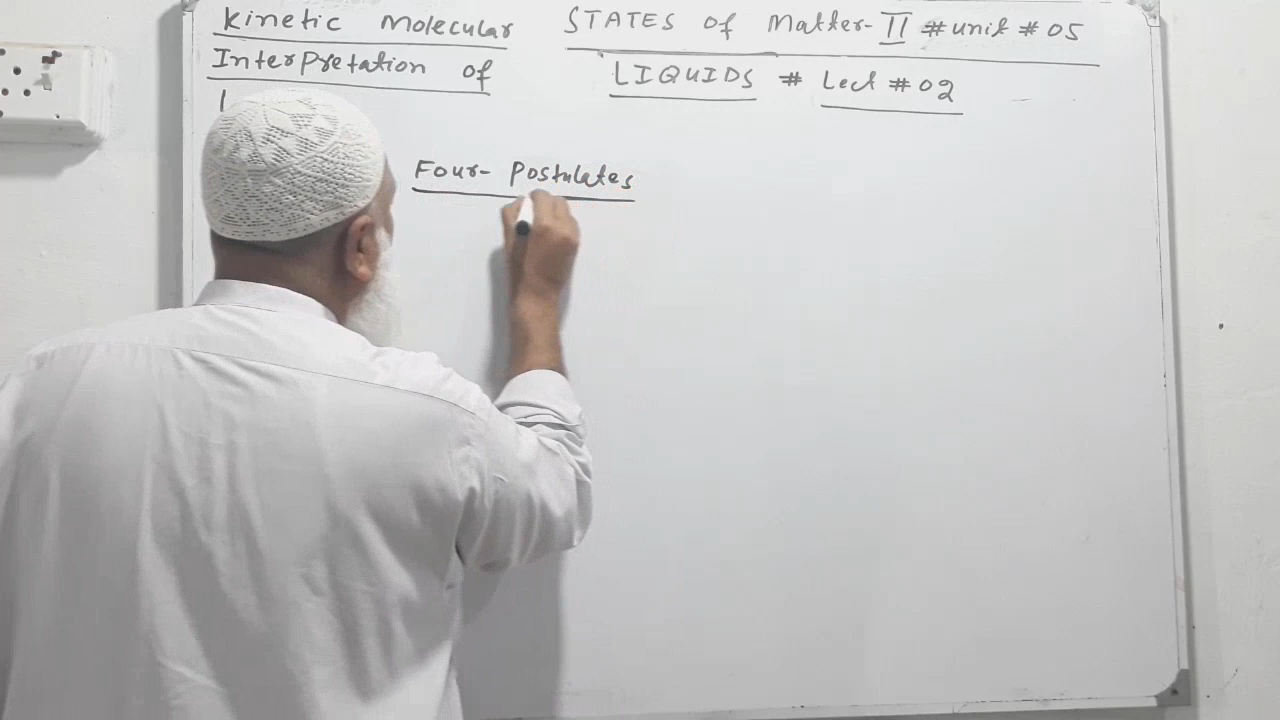 Kinetic Molecular
Interpretation of
STATES of Matter-II # unit # 05
LIQUIDS # Lect # 02
Four- Postulates